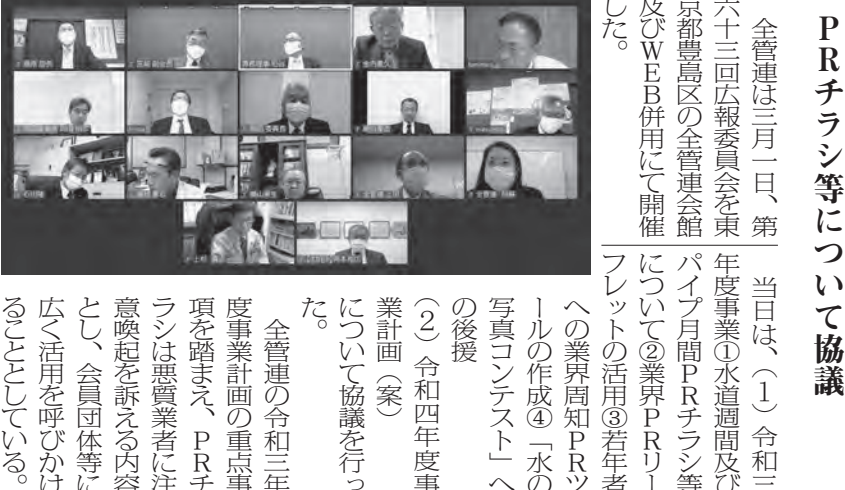 PRチラシ等について協議
全管連は三月一日、第
六十三回広報委員会を東
京都豊島区の全管連会館
及びWEB併用にて開催
した。
当日は、(1)令和三
年度事業①水道週間及び
パイプ月間PRチラシ等
について②業界PRリー
フレットの活用③若年者
への業界周知PRツ
ールの作成④「水の
写真コンテスト」へ
の後援
(2)令和四年度事
業計画(案)
について協議を行っ
た。
全管連の令和三年
度事業計画の重点事
項を踏まえ、PRチ
ラシは悪質業者に注
意喚起を訴える内容
とし、会員団体等に
広く活用を呼びかけ
ることとしている。